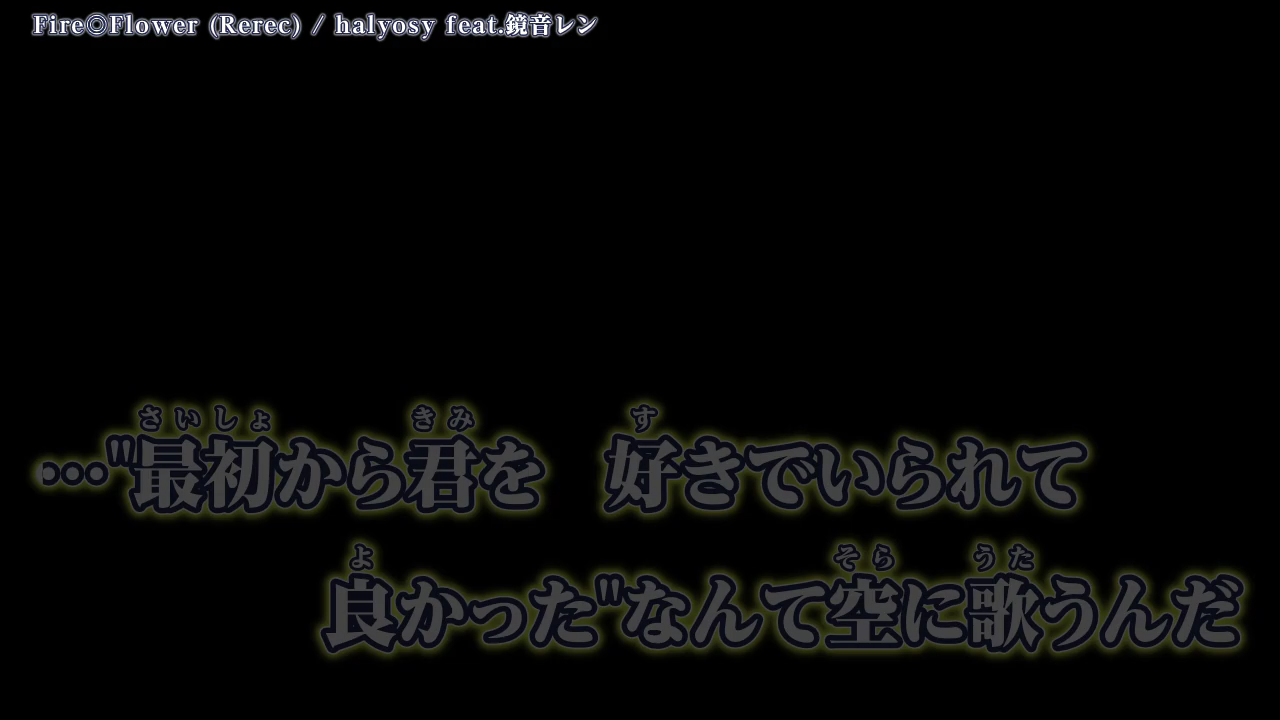 Fire◎Flower (Rerec) / halyosy feat.鏡音レン
さいしょ きみ す
…"最初から君を　好きでいられて
よ そら うた
良かった"なんて空に歌うんだ